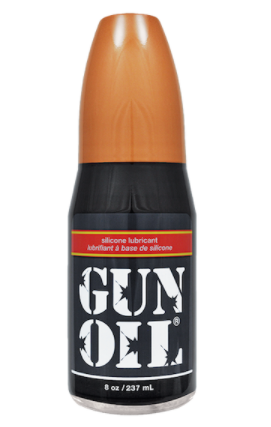 silicone lubricant
lubrifiant à base de silicone
GUN
OIL®
8 oz / 237 mL